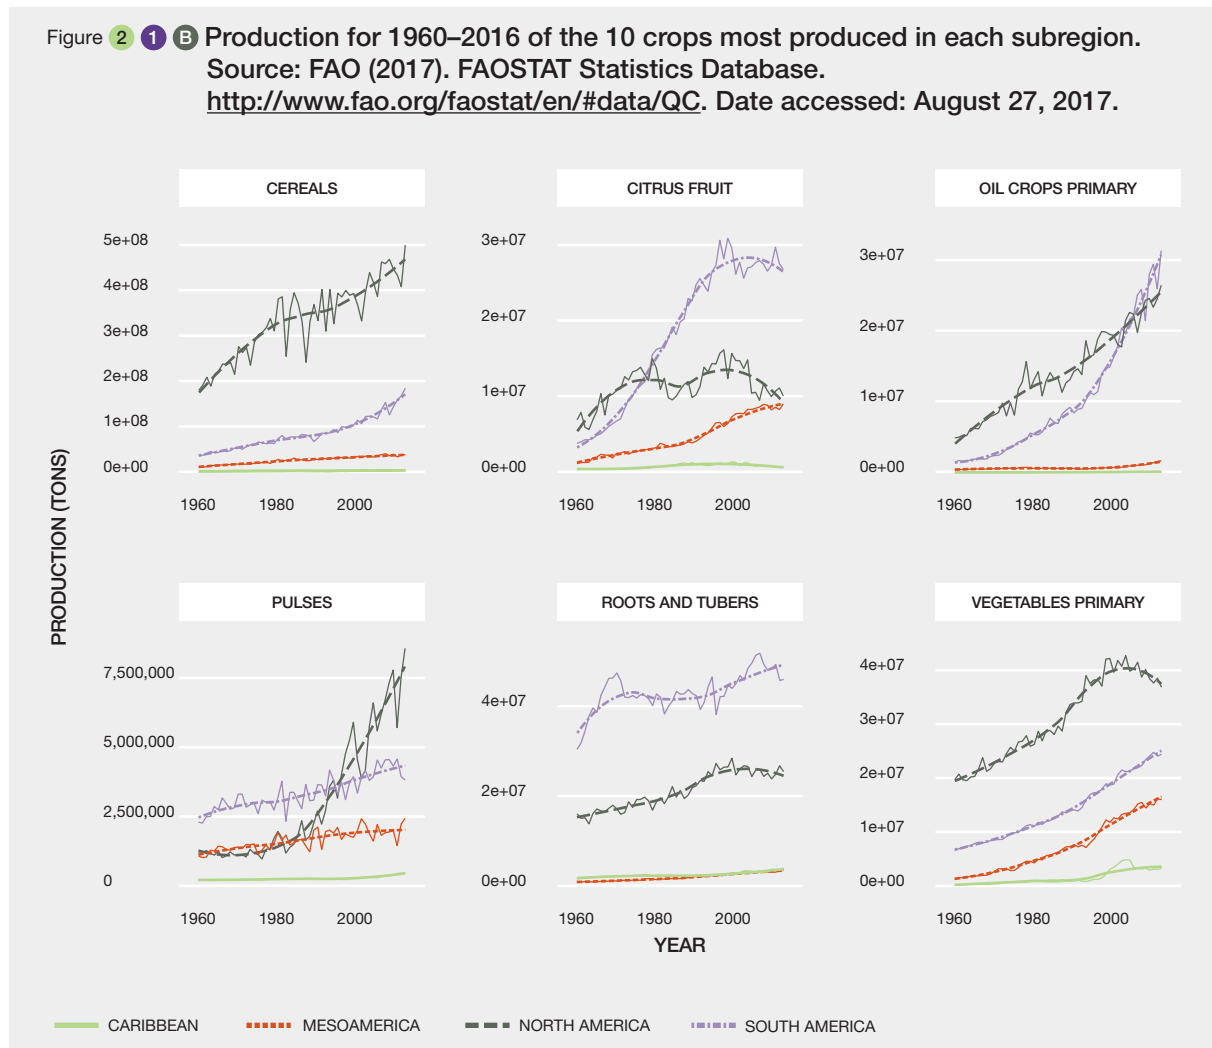 Figure 2 1 B Production for 1960–2016 of the 10 crops most produced in each subregion.
Source: FAO (2017). FAOSTAT Statistics Database.
http://www.fao.org/faostat/en/#data/QC. Date accessed: August 27, 2017.
PRODUCTION (TONS)
CEREALS
5e+08
4e+08
3e+08
2e+08
1e+08
0e+00
1960 1980 2000
CITRUS FRUIT
3e+07
2e+07
1e+07
0e+00
1960 1980 2000
OIL CROPS PRIMARY
3e+07
2e+07
1e+07
0e+00
1960 1980 2000
PULSES
7,500,000
5,000,000
2,500,000
0
1960 1980 2000
ROOTS AND TUBERS
4e+07
2e+07
0e+00
1960 1980 2000
VEGETABLES PRIMARY
4e+07
3e+07
2e+07
1e+07
0e+00
1960 1980 2000
YEAR
CARIBBEAN MESOAMERICA NORTH AMERICA SOUTH AMERICA